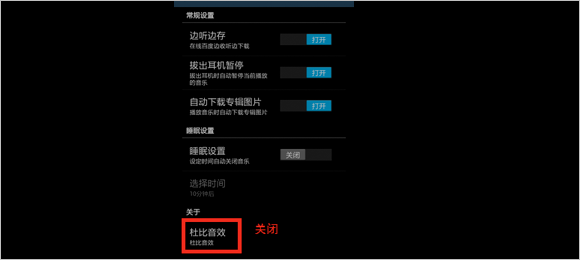 常规设置
边听边存
打开
在线百度边收听边下载
拔出耳机暂停
打开
拔出耳机时自动暂停当前播放
的音乐
自动下载专辑图片
打开
播放音乐时自动下载专辑图片
睡眠设置
睡眠设置
关闭
设定时间自动关闭音乐
选择时间
10分钟后
关于
杜比音效
关闭
杜比音效